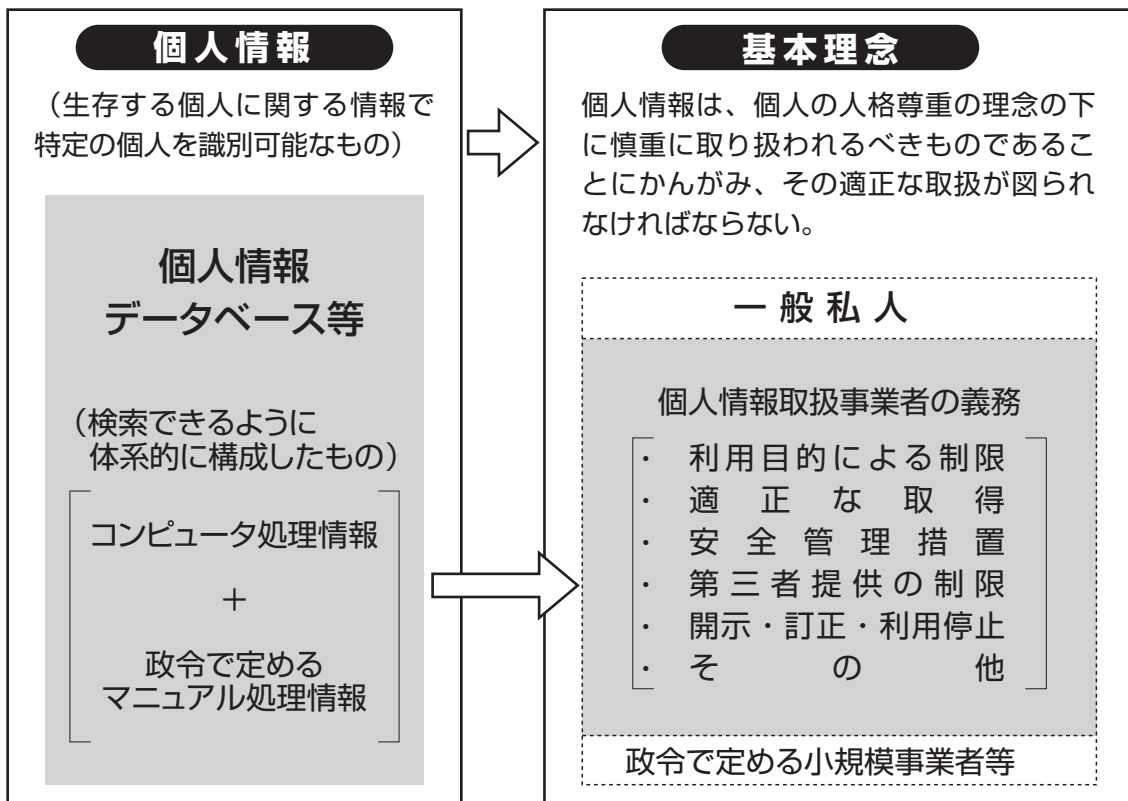 個人情報
（生存する個人に関する情報で
特定の個人を識別可能なもの）
個人情報
データベース等
（検索できるように
体系的に構成したもの）
コンピュータ処理情報
＋
政令で定める
マニュアル処理情報
基本理念
個人情報は、個人の人格尊重の理念の下
に慎重に取り扱われるべきものであるこ
とにかんがみ、その適正な取扱が図られ
なければならない。
一般私人
個人情報取扱事業者の義務
・ 利用目的による制限
・ 適正な取得
・ 安全管理措置
・ 第三者提供の制限
・ 開示・訂正・利用停止
・ その他
政令で定める小規模事業者等